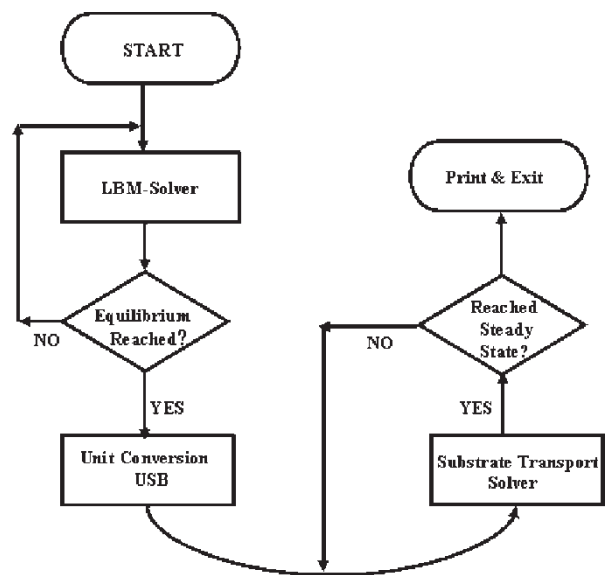 START
LBM-Solver
Equilibrium
Reached?
NO
YES
Unit Conversion
USB
Print & Exit
Reached
Steady
State?
NO
YES
Substrate Transport
Solver